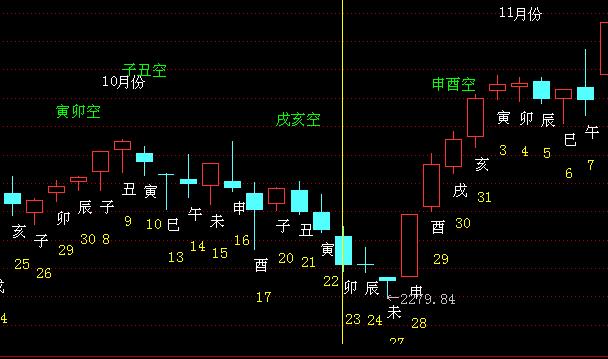 11月份
子丑空
10月份
申酉空
寅卯空
戌亥空
亥
子
卯
辰
子
丑
寅
巳
午
未
申
酉
子
丑
寅
卯
辰
未
申
酉
戌
亥
寅
卯
辰
巳
午
4
25
26
29
30
8
9
10
13
14
15
16
17
20
21
22
23
24
27
28
29
30
31
3
4
5
6
7
←2279.84